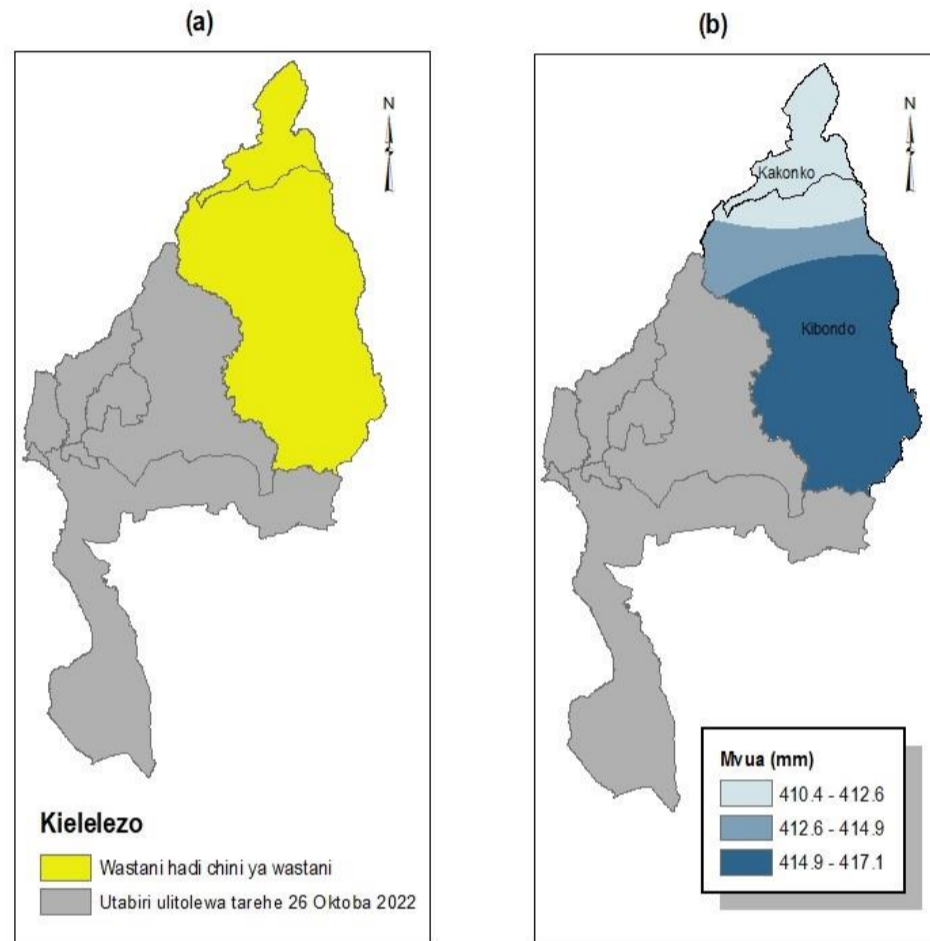 (a)
N
Kielelezo
Wastani hadi chini ya wastani
Utabiri ulitolewa tarehe 26 Oktoba 2022
(b)
N
Kakonko
Kibondo
Mvua (mm)
410.4 - 412.6
412.6 - 414.9
414.9 - 417.1